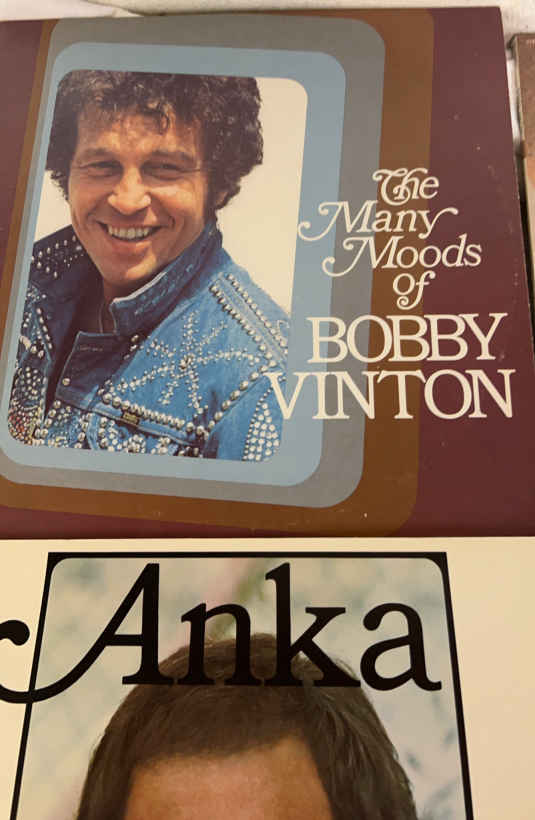 The
Many
Moods
of
BOBBY
VINTON
Anka